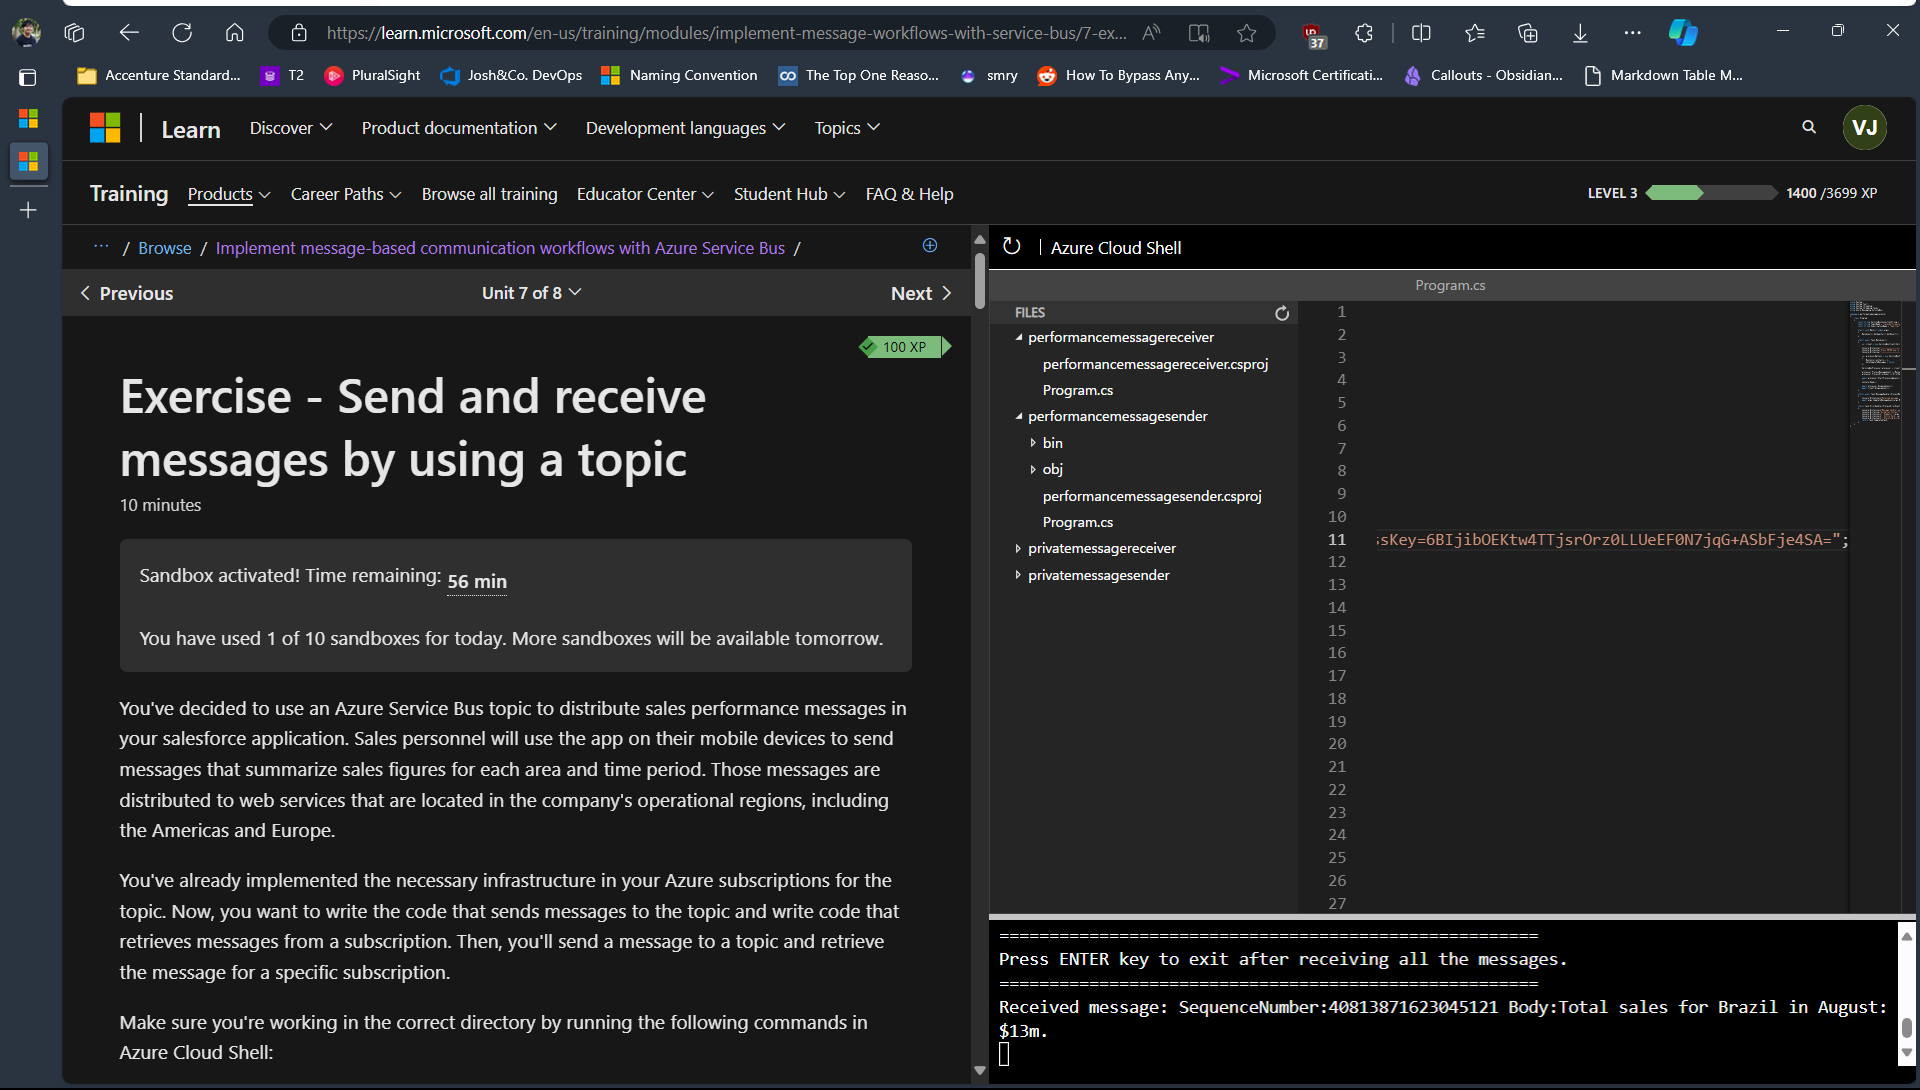 https://learn.microsoft.com/en-us/training/modules/implement-message-workflows-with-service-bus/7-ex...
37
Accenture Standard...
T2
PluralSight
Josh&Co. DevOps
Naming Convention
The Top One Reaso...
smry
How To Bypass Any...
Microsoft Certificati...
Callouts - Obsidian...
Markdown Table M...
Learn
Discover
Product documentation
Development languages
Topics
VJ
Training
Products
Career Paths
Browse all training
Educator Center
Student Hub
FAQ & Help
LEVEL 3
1400 /3699 XP
... / Browse / Implement message-based communication workflows with Azure Service Bus /
Previous
Unit 7 of 8
Next
100 XP
Exercise - Send and receive
messages by using a topic
10 minutes
Sandbox activated! Time remaining: 56 min
You have used 1 of 10 sandboxes for today. More sandboxes will be available tomorrow.
You've decided to use an Azure Service Bus topic to distribute sales performance messages in
your salesforce application. Sales personnel will use the app on their mobile devices to send
messages that summarize sales figures for each area and time period. Those messages are
distributed to web services that are located in the company's operational regions, including
the Americas and Europe.
You've already implemented the necessary infrastructure in your Azure subscriptions for the
topic. Now, you want to write the code that sends messages to the topic and write code that
retrieves messages from a subscription. Then, you'll send a message to a topic and retrieve
the message for a specific subscription.
Make sure you're working in the correct directory by running the following commands in
Azure Cloud Shell:
| Azure Cloud Shell
Program.cs
FILES
performancemessagereceiver
performancemessagereceiver.csproj
Program.cs
performancemessagesender
bin
obj
performancemessagesender.csproj
Program.cs
privatemessagereceiver
privatemessagesender
1
2
3
4
5
6
7
8
9
10
11 ssKey=6BIjibOEKtw4TTjsrOrz0LLUeEF0N7jqG+ASbFje4SA=";
12
13
14
15
16
17
18
19
20
21
22
23
24
25
26
27
======================================================
Press ENTER key to exit after receiving all the messages.
======================================================
Received message: SequenceNumber:40813871623045121 Body:Total sales for Brazil in August:
$13m.